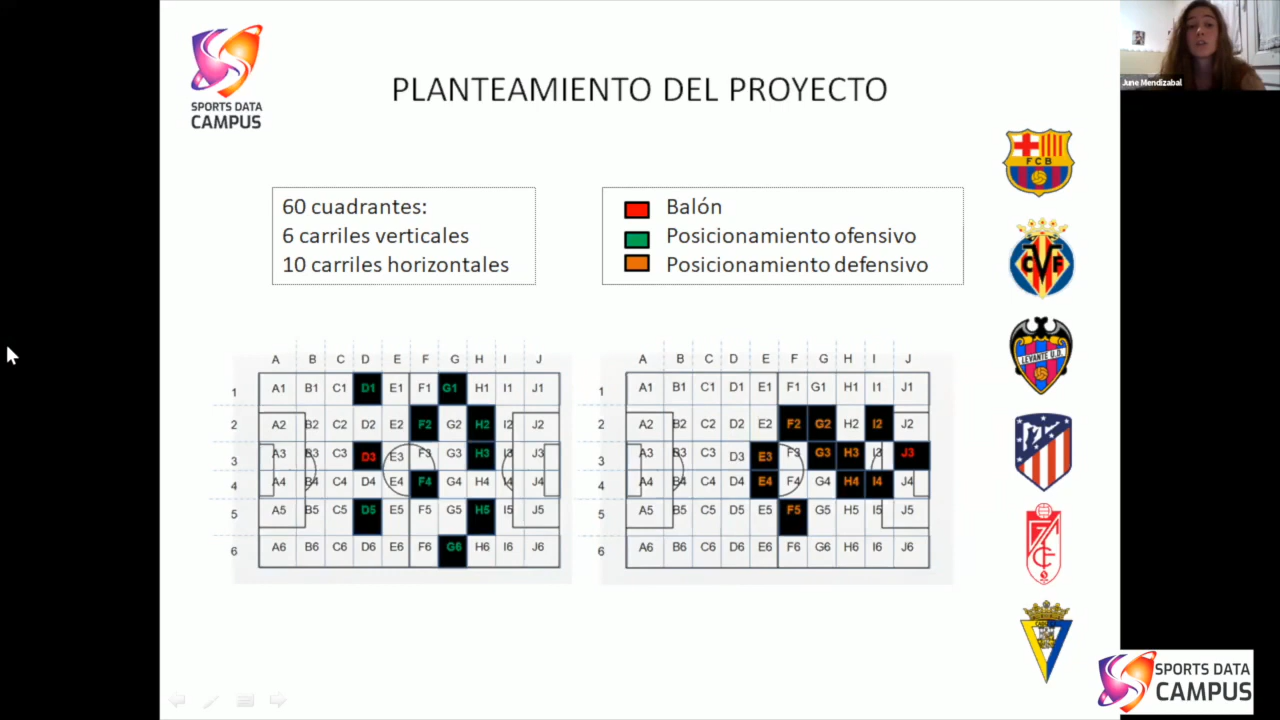 SPORTS DATA
CAMPUS
PLANTEAMIENTO DEL PROYECTO
June Mendizabal
60 cuadrantes:
6 carriles verticales
10 carriles horizontales
Balón
Posicionamiento ofensivo
Posicionamiento defensivo
FCB
CVF
LEVANTE U.D.
A B C D E F G H I J
1 A1 B1 C1 D1 E1 F1 G1 H1 I1 J1
2 A2 B2 C2 D2 E2 F2 G2 H2 I2 J2
3 A3 B3 C3 D3 E3 F3 G3 H3 I3 J3
4 A4 B4 C4 D4 E4 F4 G4 H4 I4 J4
5 A5 B5 C5 D5 E5 F5 G5 H5 I5 J5
6 A6 B6 C6 D6 E6 F6 G6 H6 I6 J6
A B C D E F G H I J
1 A1 B1 C1 D1 E1 F1 G1 H1 I1 J1
2 A2 B2 C2 D2 E2 F2 G2 H2 I2 J2
3 A3 B3 C3 D3 E3 F3 G3 H3 I3 J3
4 A4 B4 C4 D4 E4 F4 G4 H4 I4 J4
5 A5 B5 C5 D5 E5 F5 G5 H5 I5 J5
6 A6 B6 C6 D6 E6 F6 G6 H6 I6 J6
SPORTS DATA
CAMPUS